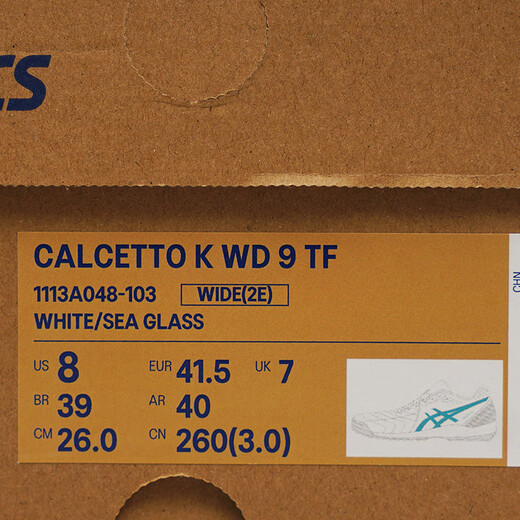 CALCETTO K WD 9 TF
1113A048-103 WIDE(2E)
WHITE/SEA GLASS
US 8 EUR 41.5 UK 7
BR 39 AR 40
CM 26.0 CN 260(3.0)
CHN